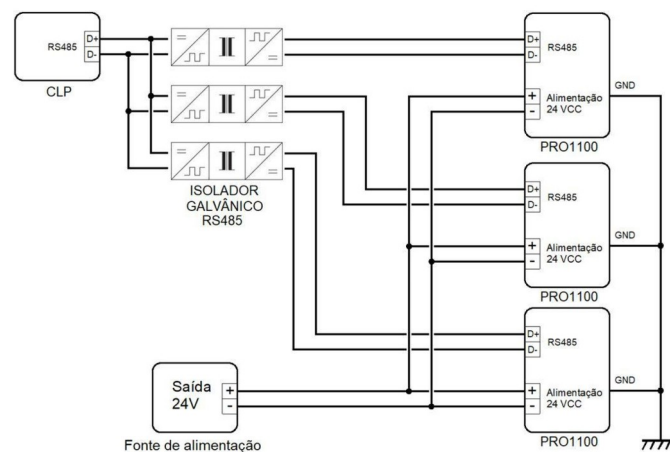 RS485
D+
D-
CLP
ISOLADOR
GALVÂNICO
RS485
D+
D-
RS485
GND
+
-
Alimentação
24 VCC
PRO1100
D+
D-
RS485
GND
+
-
Alimentação
24 VCC
PRO1100
D+
D-
RS485
GND
+
-
Alimentação
24 VCC
PRO1100
Saída
24V
+
-
Fonte de alimentação